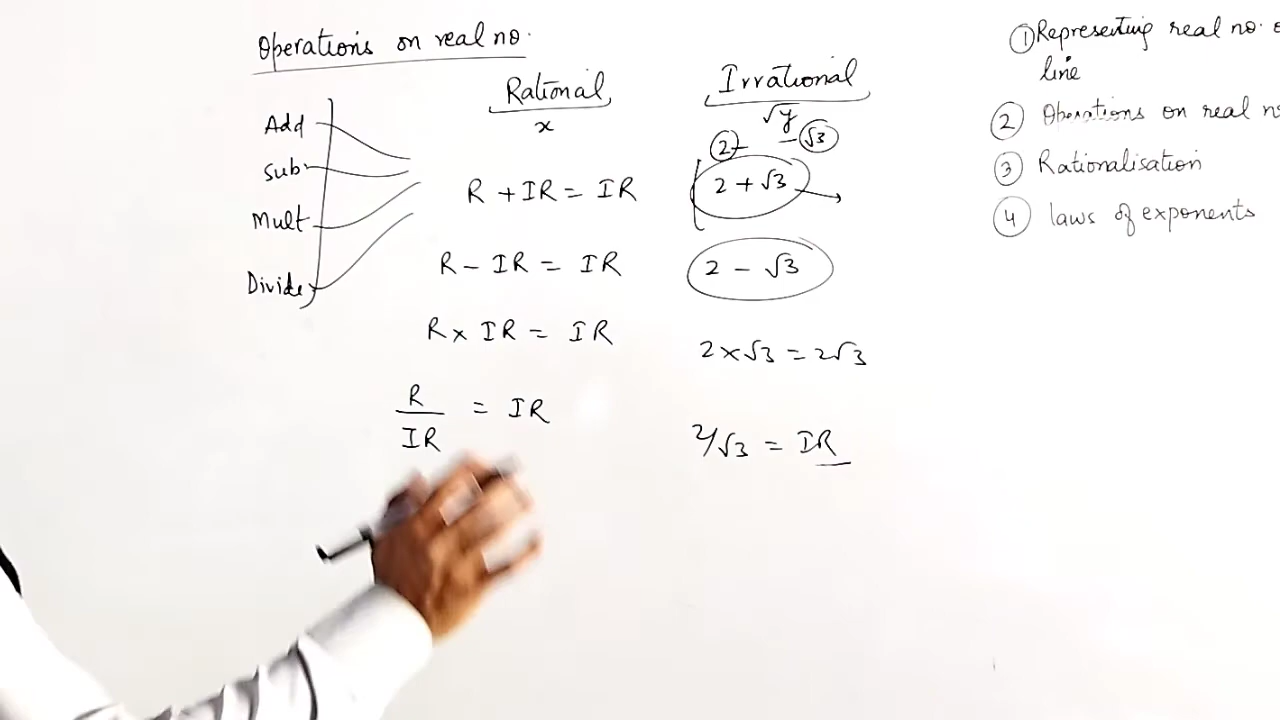 Operations on real no.
Add
Sub
Mult
Divide
Rational
x
R + IR = IR
R - IR = IR
R x IR = IR
R
IR
= IR
Irrational
√y
2 - √3
2 + √3
2 - √3
2 x √3 = 2√3
2/√3 = IR
① Representing real no.
line
② Operations on real
③ Rationalisation
④ laws of exponents